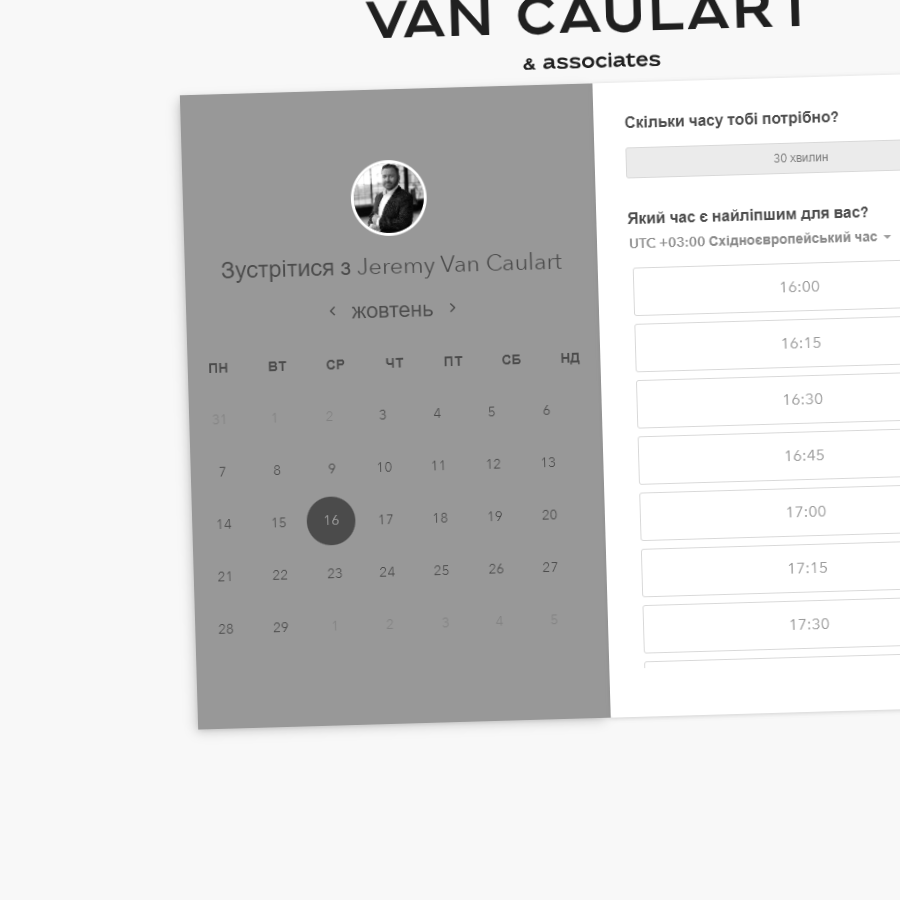 VAN CAULART
& associates
Зустрітися з Jeremy Van Caulart
жовтень
ПН ВТ СР ЧТ ПТ СБ НД
31 1 2 3 4 5 6
7 8 9 10 11 12 13
14 15 16 17 18 19 20
21 22 23 24 25 26 27
28 29 1 2 3 4 5
Скільки часу тобі потрібно?
30 хвилин
Який час є найліпшим для вас?
UTC +03:00 Східноєвропейський час
16:00
16:15
16:30
16:45
17:00
17:15
17:30